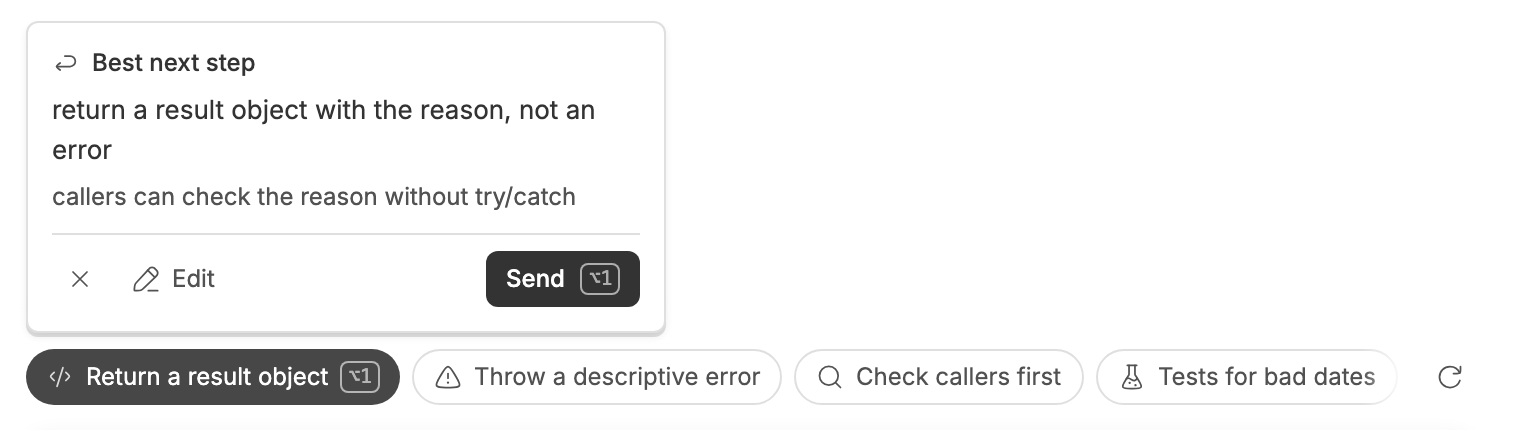 Best next step
return a result object with the reason, not an
error
callers can check the reason without try/catch
Edit
Send ⌥1
Return a result object ⌥1
Throw a descriptive error
Check callers first
Tests for bad dates